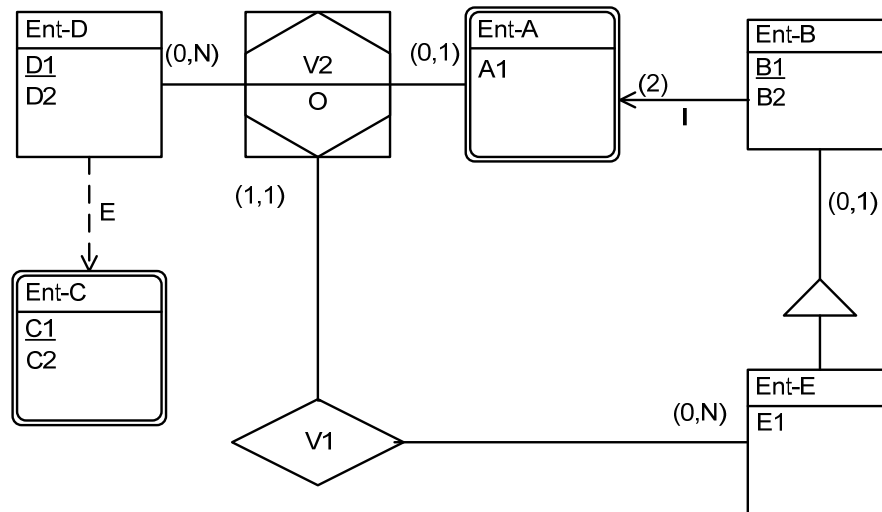 Ent-D
D1
D2
(0,N)
V2
O
(0,1)
Ent-A
A1
(2)
I
Ent-B
B1
B2
E
(1,1)
(0,1)
Ent-C
C1
C2
V1
(0,N)
Ent-E
E1